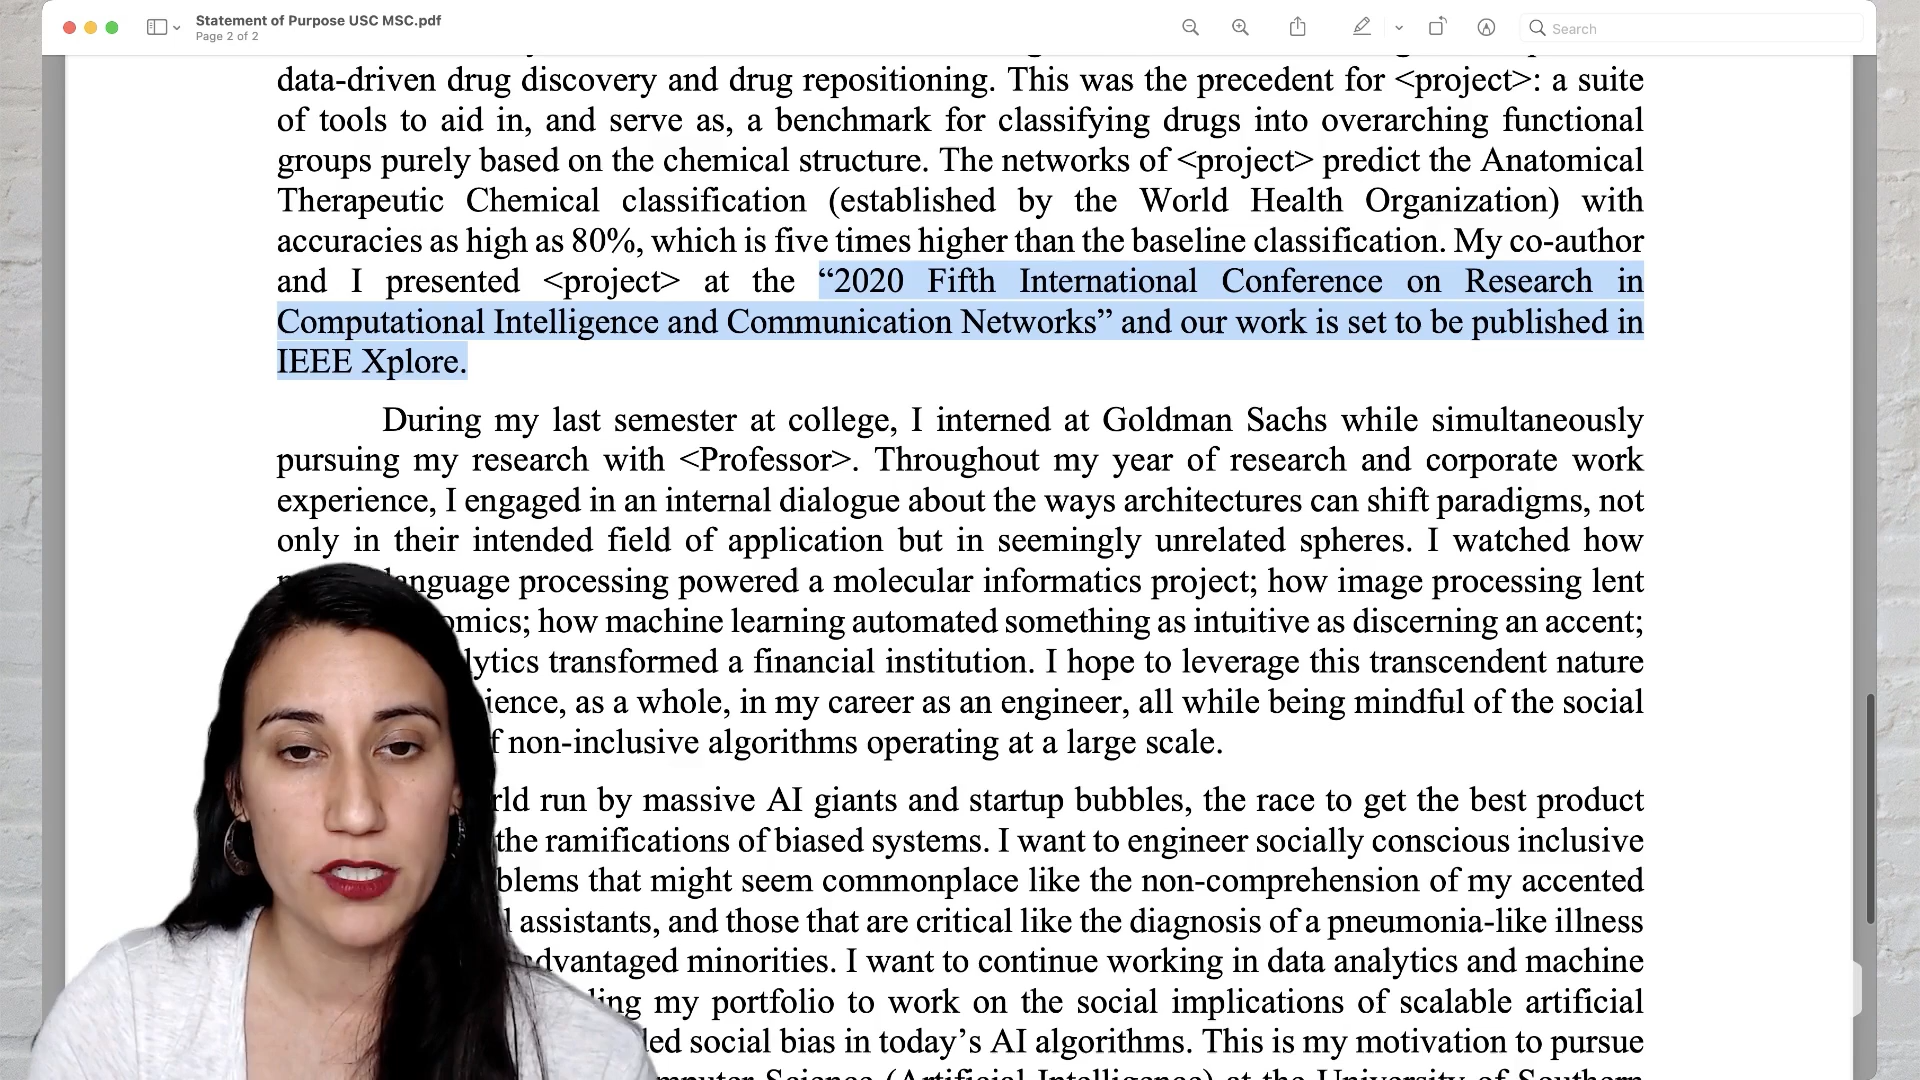 Statement of Purpose USC MSC.pdf
Page 2 of 2
Search
data-driven drug discovery and drug repositioning. This was the precedent for <project>: a suite
of tools to aid in, and serve as, a benchmark for classifying drugs into overarching functional
groups purely based on the chemical structure. The networks of <project> predict the Anatomical
Therapeutic Chemical classification (established by the World Health Organization) with
accuracies as high as 80%, which is five times higher than the baseline classification. My co-author
and I presented <project> at the “2020 Fifth International Conference on Research in
Computational Intelligence and Communication Networks” and our work is set to be published in
IEEE Xplore.
During my last semester at college, I interned at Goldman Sachs while simultaneously
pursuing my research with <Professor>. Throughout my year of research and corporate work
experience, I engaged in an internal dialogue about the ways architectures can shift paradigms, not
only in their intended field of application but in seemingly unrelated spheres. I watched how
language processing powered a molecular informatics project; how image processing lent
omics; how machine learning automated something as intuitive as discerning an accent;
lytics transformed a financial institution. I hope to leverage this transcendent nature
ience, as a whole, in my career as an engineer, all while being mindful of the social
f non-inclusive algorithms operating at a large scale.
rld run by massive AI giants and startup bubbles, the race to get the best product
the ramifications of biased systems. I want to engineer socially conscious inclusive
blems that might seem commonplace like the non-comprehension of my accented
l assistants, and those that are critical like the diagnosis of a pneumonia-like illness
dvantaged minorities. I want to continue working in data analytics and machine
ling my portfolio to work on the social implications of scalable artificial
led social bias in today’s AI algorithms. This is my motivation to pursue
mputer Science (Artificial Intelligence) at the University of Southern